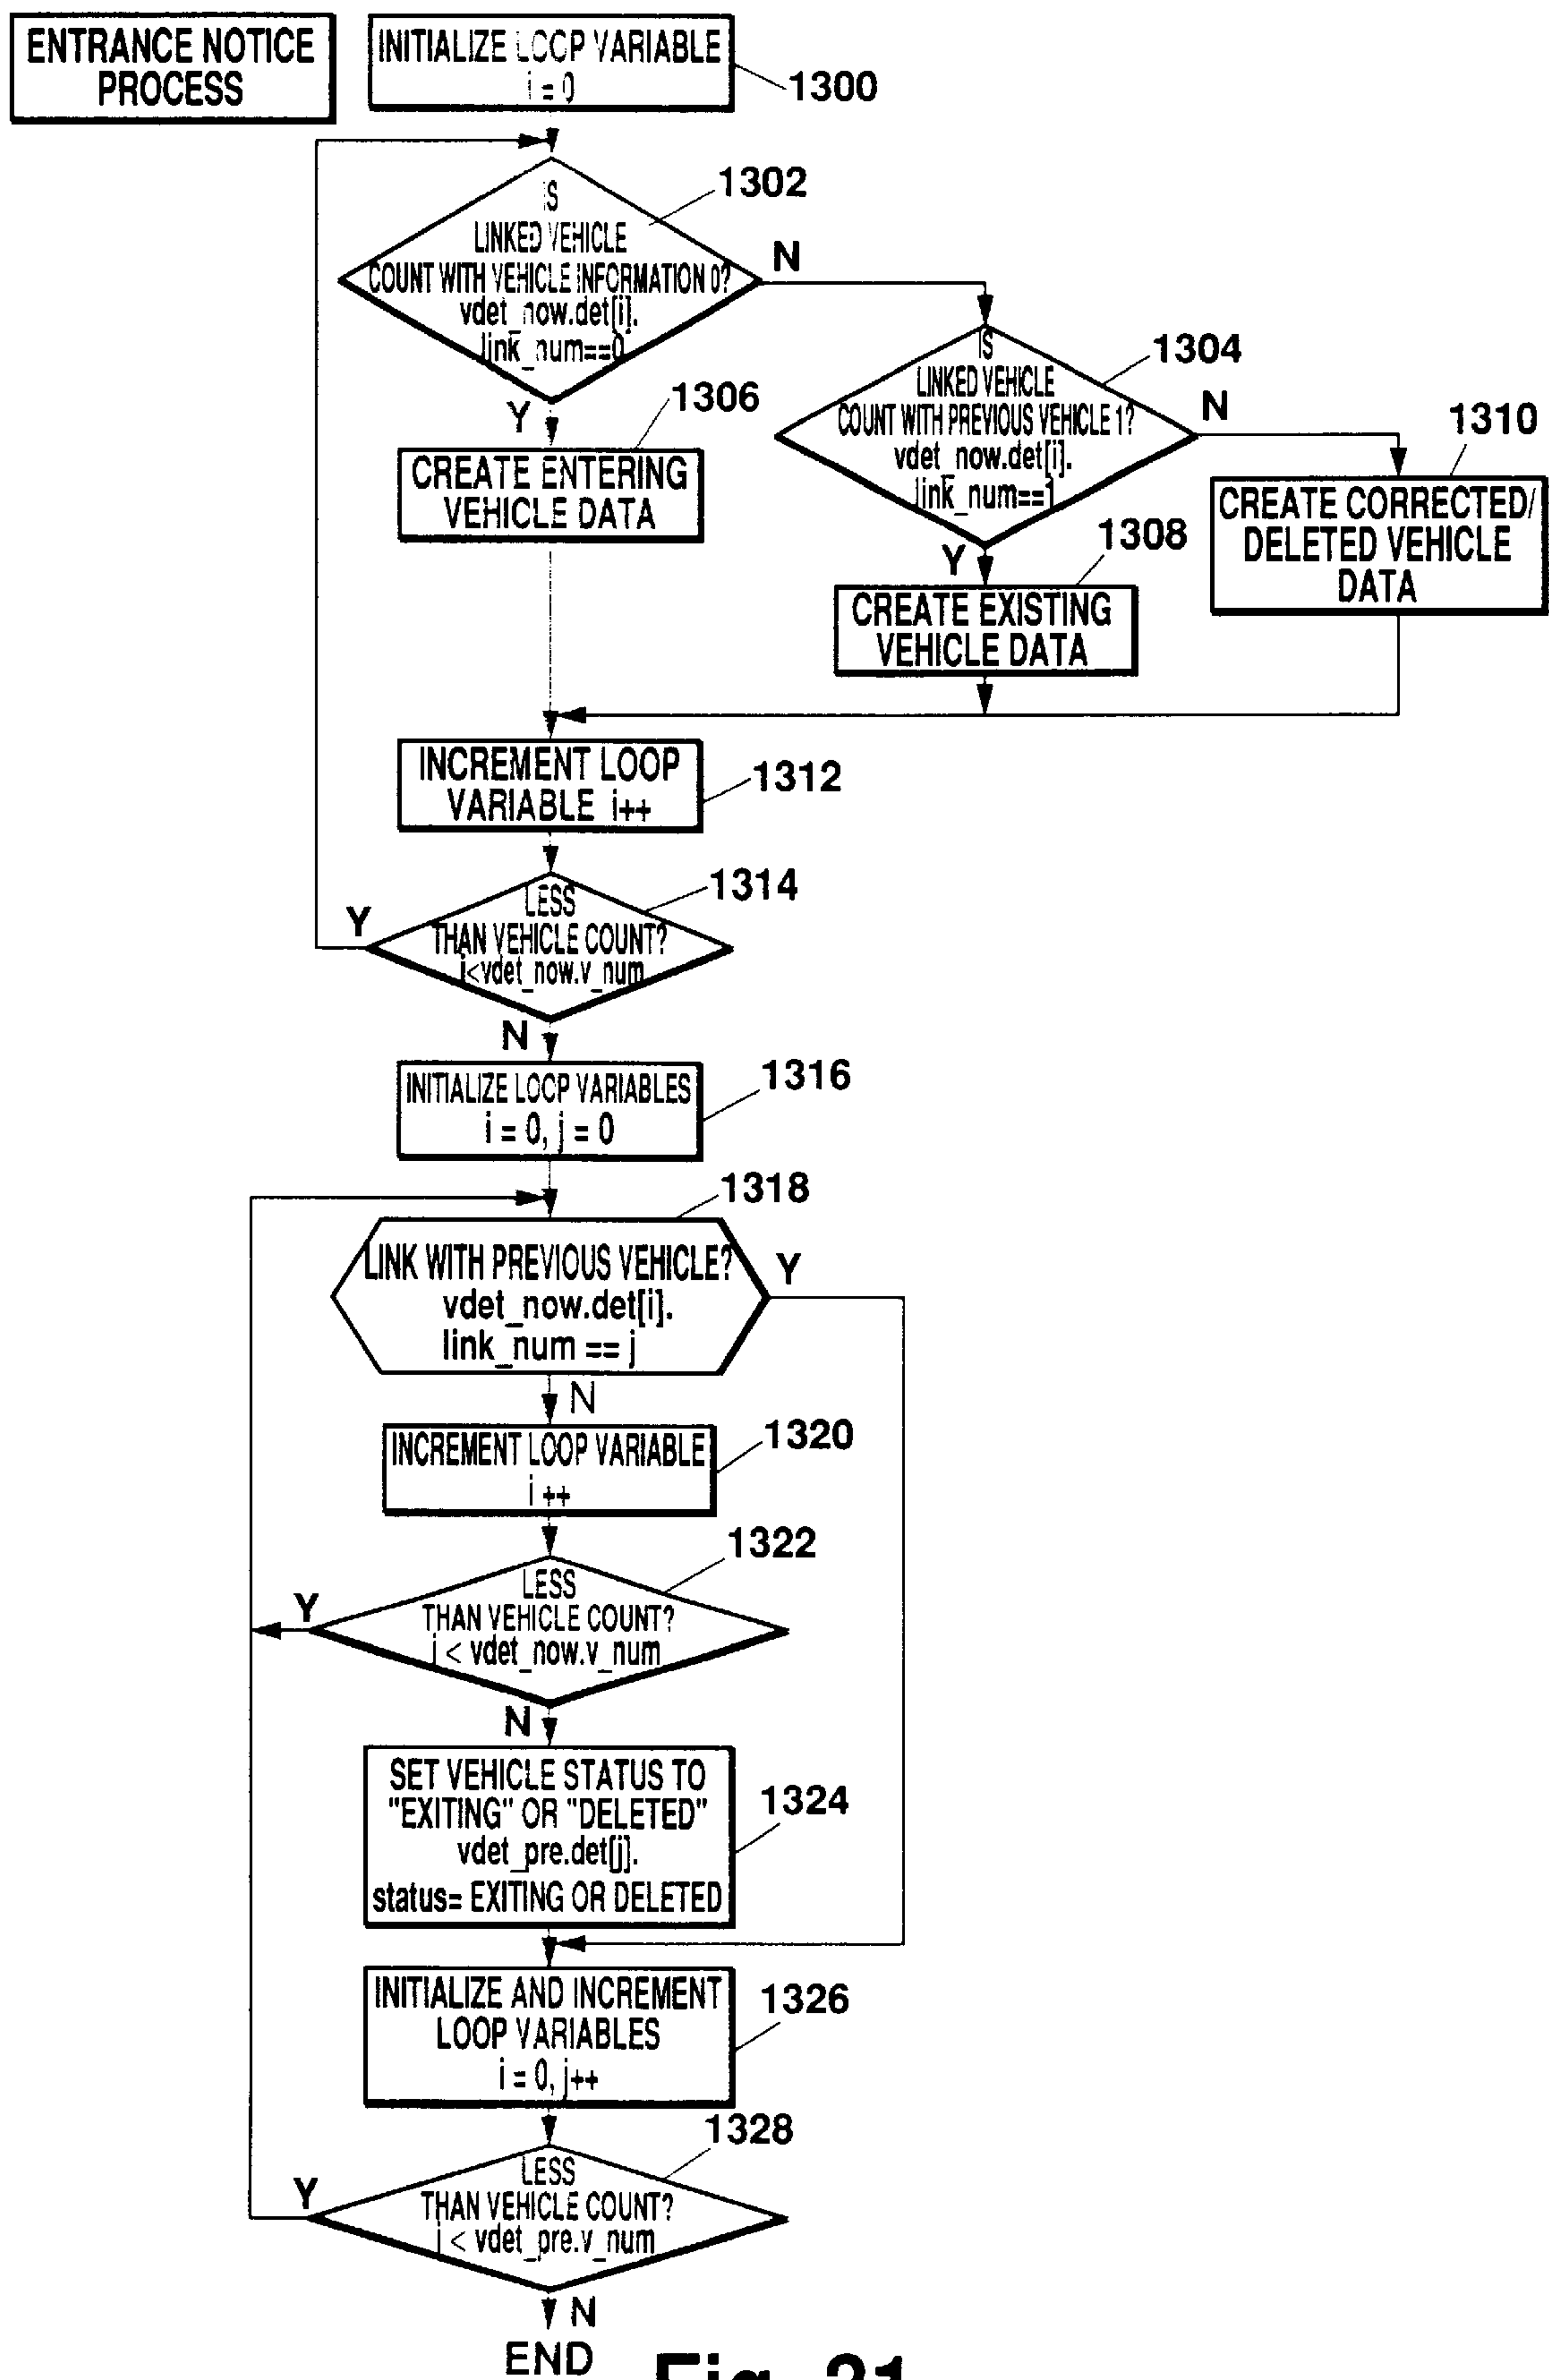 ENTRANCE NOTICE
PROCESS
INITIALIZE LOOP VARIABLE
i = 0
1300
1302
IS
LINKED VEHICLE
COUNT WITH VEHICLE INFORMATION 0?
vdet_now.det[i].
link_num==0
N
Y
1304
IS
LINKED VEHICLE
COUNT WITH PREVIOUS VEHICLE 1?
vdet_now.det[i].
link_num==1
N
Y
1306
CREATE ENTERING
VEHICLE DATA
1310
CREATE CORRECTED/
DELETED VEHICLE
DATA
1308
CREATE EXISTING
VEHICLE DATA
INCREMENT LOOP
VARIABLE i++
1312
1314
LESS
THAN VEHICLE COUNT?
i<vdet_now.v_num
Y
N
INITIALIZE LOOP VARIABLES
i = 0, j = 0
1316
1318
LINK WITH PREVIOUS VEHICLE?
vdet_now.det[i].
link_num == j
Y
N
INCREMENT LOOP VARIABLE
i ++
1320
1322
LESS
THAN VEHICLE COUNT?
< vdet_now.v_num
Y
N
SET VEHICLE STATUS TO
"EXITING" OR "DELETED"
vdet_pre.det[j].
status= EXITING OR DELETED
1324
INITIALIZE AND INCREMENT
LOOP VARIABLES
i = 0, j++
1326
1328
LESS
THAN VEHICLE COUNT?
j < vdet_pre.v_num
Y
N
END
Fig. 21